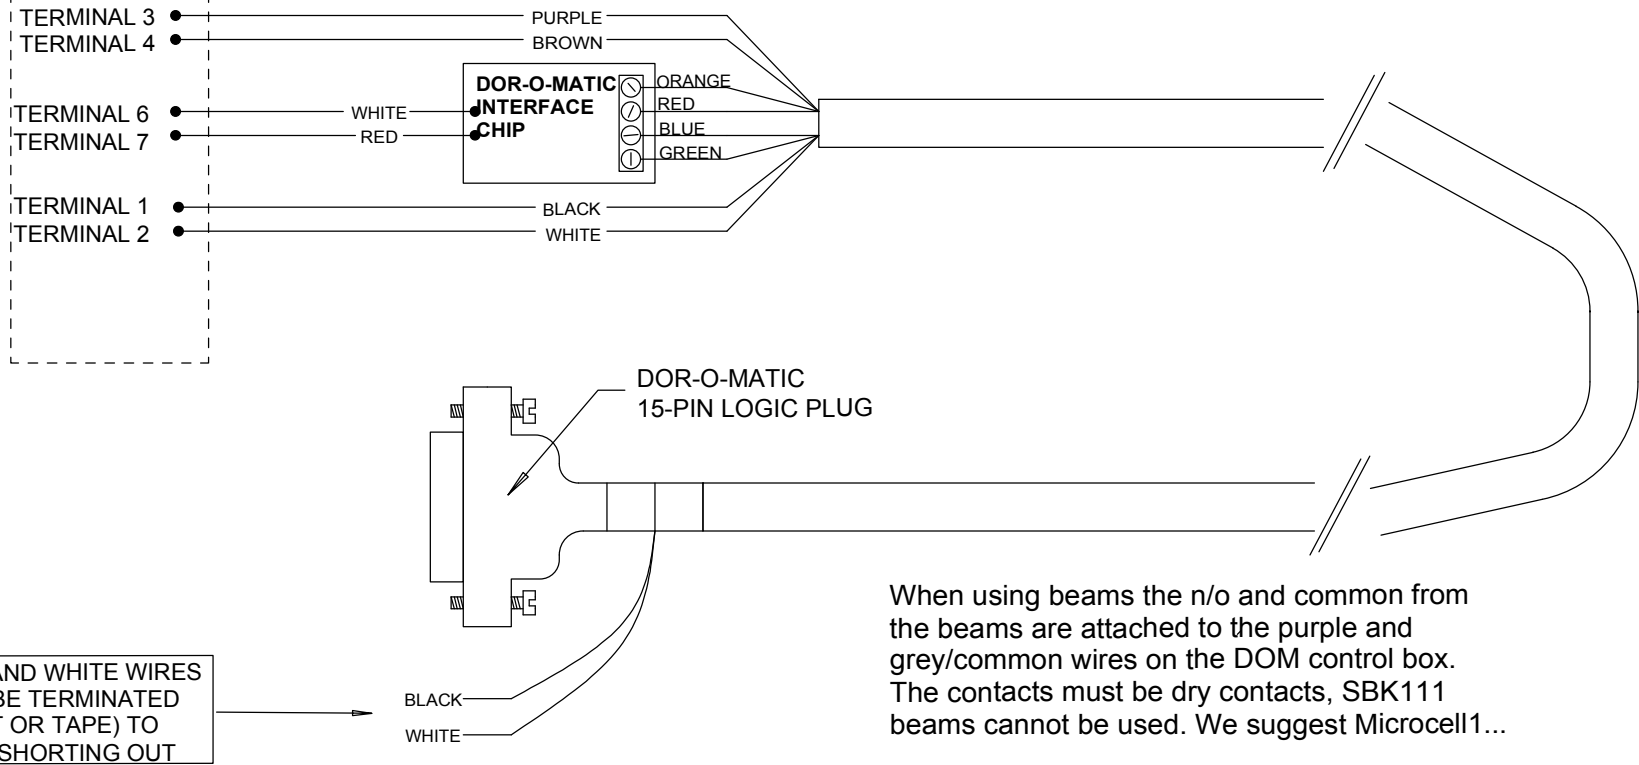 TERMINAL 3
PURPLE
TERMINAL 4
BROWN
DOR-O-MATIC
INTERFACE
CHIP
ORANGE
RED
BLUE
GREEN
TERMINAL 6
WHITE
TERMINAL 7
RED
TERMINAL 1
BLACK
TERMINAL 2
WHITE
DOR-O-MATIC
15-PIN LOGIC PLUG
When using beams the n/o and common from
the beams are attached to the purple and
grey/common wires on the DOM control box.
The contacts must be dry contacts, SBK111
beams cannot be used. We suggest Microcell1...
AND WHITE WIRES
BE TERMINATED
OR TAPE) TO
SHORTING OUT
BLACK
WHITE